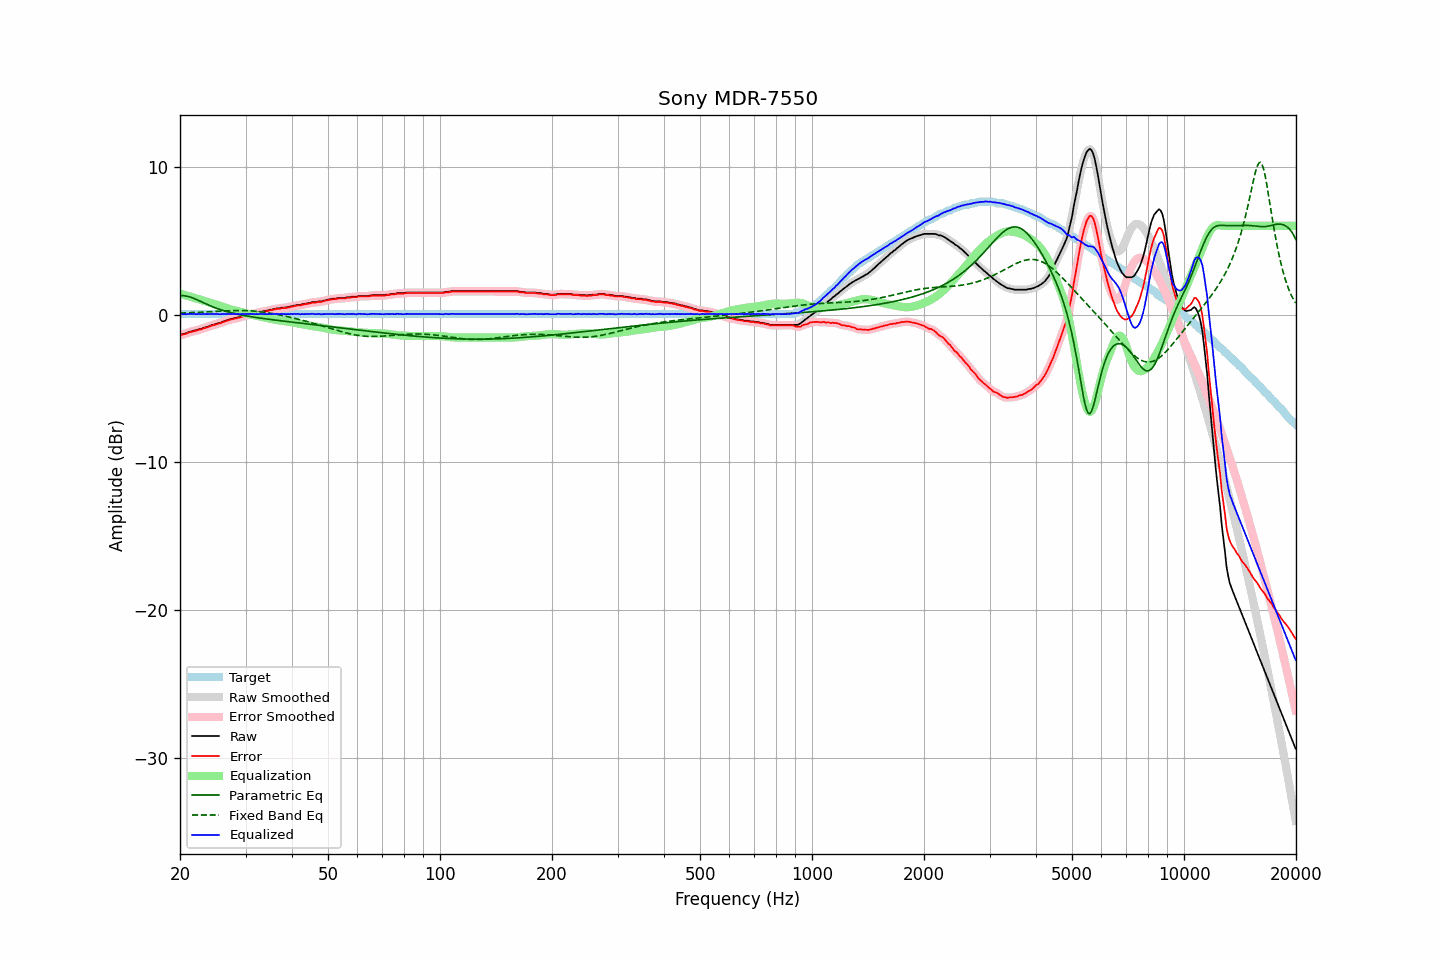 Sony MDR-7550
10
0
−10
−20
−30
Amplitude (dBr)
Target
Raw Smoothed
Error Smoothed
Raw
Error
Equalization
Parametric Eq
Fixed Band Eq
Equalized
20 50 100 200 500 1000 2000 5000 10000 20000
Frequency (Hz)